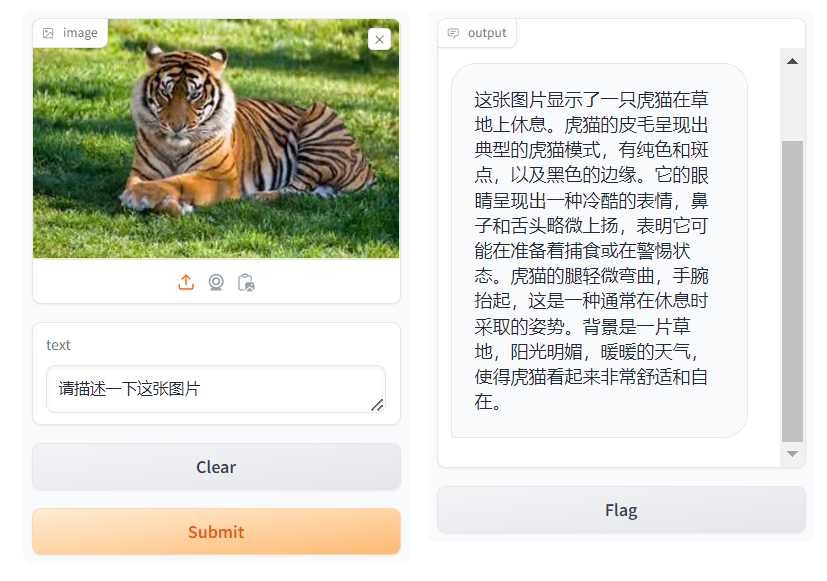 image
text
请描述一下这张图片
Clear
Submit
output
这张图片显示了一只虎猫在草
地上休息。虎猫的皮毛呈现出
典型的虎猫模式，有纯色和斑
点，以及黑色的边缘。它的眼
睛呈现出一种冷酷的表情，鼻
子和舌头略微上扬，表明它可
能在准备着捕食或在警惕状
态。虎猫的腿轻微弯曲，手腕
抬起，这是一种通常在休息时
采取的姿势。背景是一片草
地，阳光明媚，暖暖的天气，
使得虎猫看起来非常舒适和自
在。
Flag